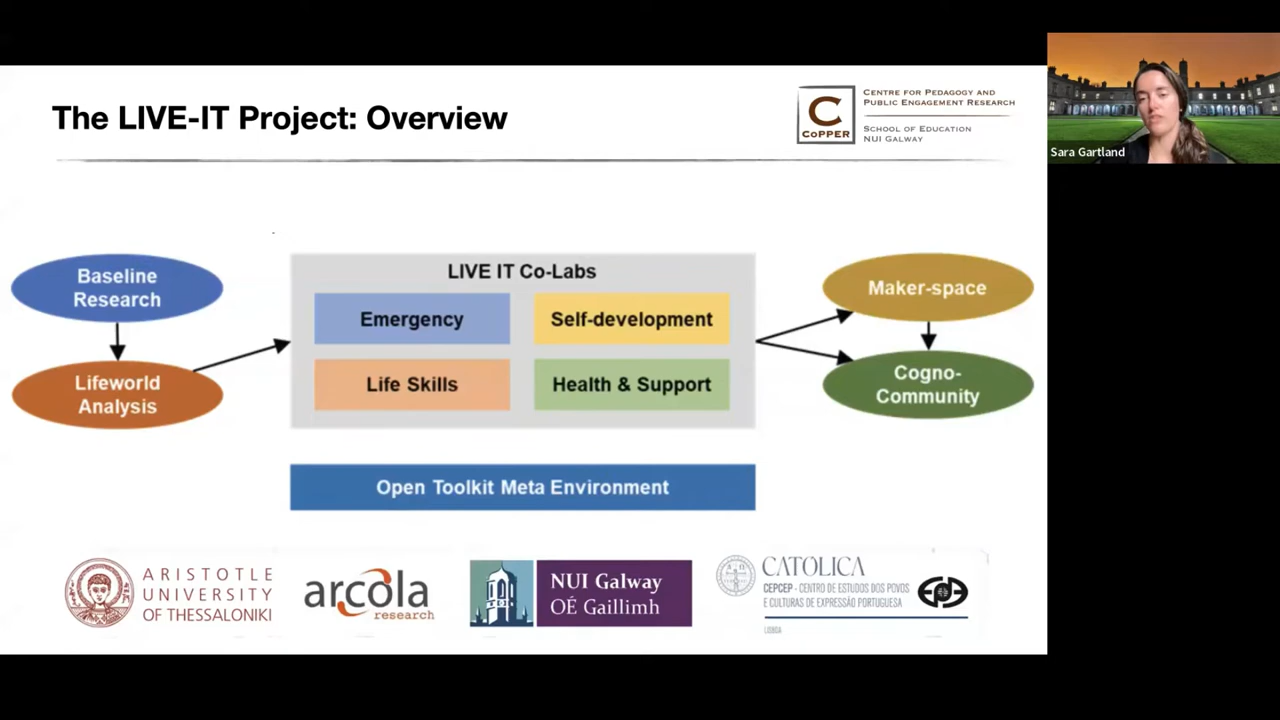 The LIVE-IT Project: Overview
C
CoPPER
CENTRE FOR PEDAGOGY AND
PUBLIC ENGAGEMENT RESEARCH
SCHOOL OF EDUCATION
NUI GALWAY
Sara Gartland
Baseline
Research
Lifeworld
Analysis
LIVE IT Co-Labs
Emergency
Self-development
Life Skills
Health & Support
Maker-space
Cogno-
Community
Open Toolkit Meta Environment
ARISTOTLE
UNIVERSITY
OF THESSALONIKI
arcola
research
NUI Galway
OÉ Gaillimh
CATÓLICA
CEPCEP - CENTRO DE ESTUDOS DOS POVOS
E CULTURAS DE EXPRESSÃO PORTUGUESA
LISBOA